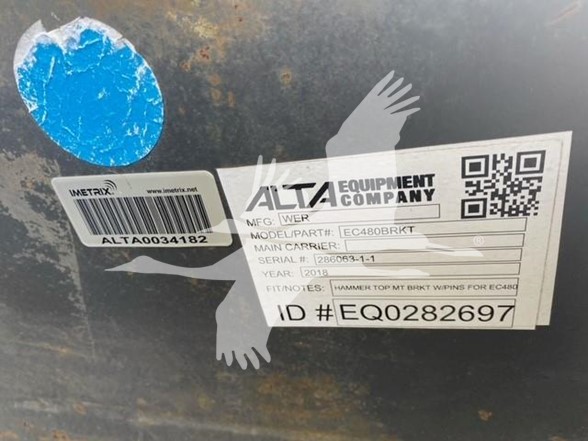 IMETRIX
www.imetrix.net
ALTA0034182
ALTA EQUIPMENT COMPANY
MFG: WER
MODEL/PART#: EC480BRKT
MAIN CARRIER:
SERIAL #: 286063-1-1
YEAR: 2018
FIT/NOTES: HAMMER TOP MT BRKT W/PINS FOR EC480
ID # EQ0282697